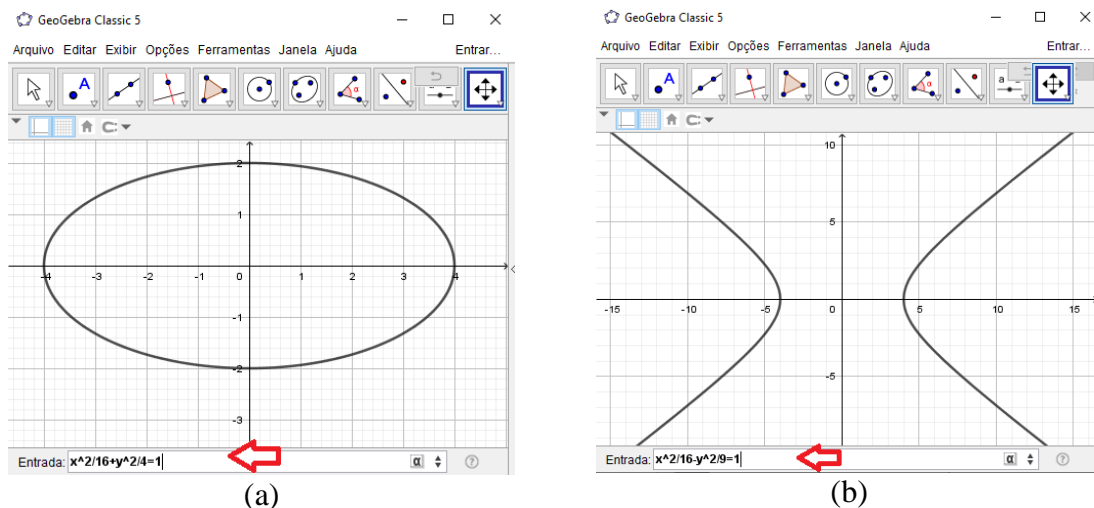 GeoGebra Classic 5
Arquivo Editar Exibir Opções Ferramentas Janela Ajuda Entrar...
A α a=
2
1
0
-4 -3 -2 -1 1 2 3 4
-1
-2
-3
Entrada: x^2/16+y^2/4=1 α
(a)
GeoGebra Classic 5
Arquivo Editar Exibir Opções Ferramentas Janela Ajuda Entrar...
A α a=
10
5
-15 -10 -5 0 5 10 15
-5
Entrada: x^2/16-y^2/9=1 α
(b)